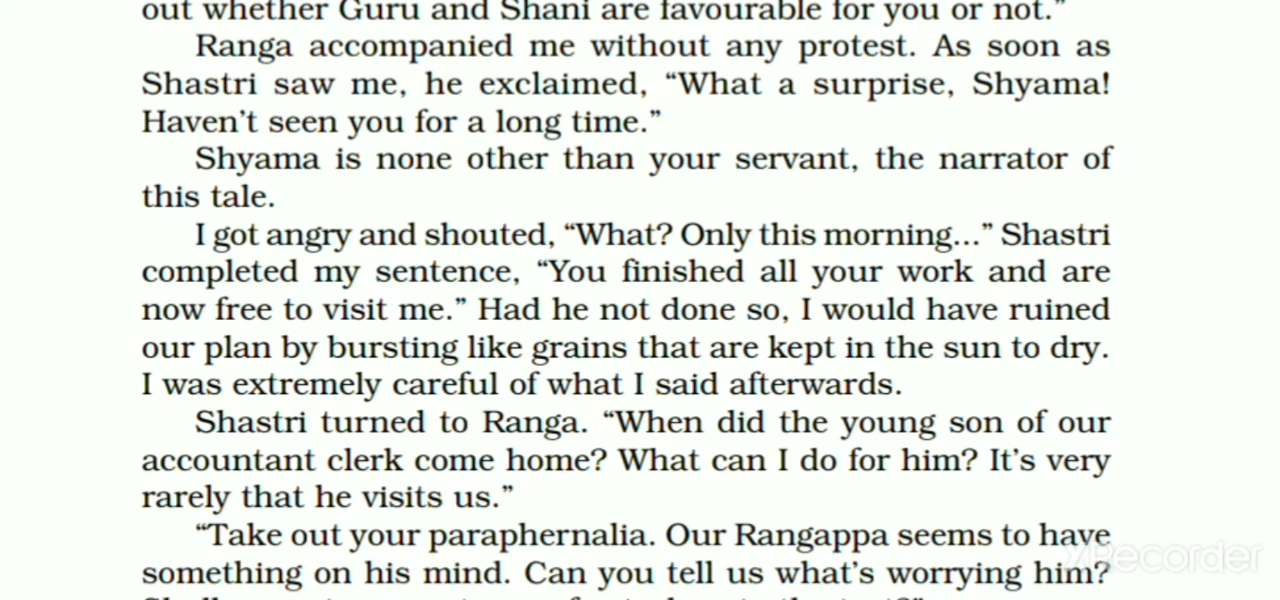 out whether Guru and Shani are favourable for you or not.”
Ranga accompanied me without any protest. As soon as
Shastri saw me, he exclaimed, “What a surprise, Shyama!
Haven’t seen you for a long time.”
Shyama is none other than your servant, the narrator of
this tale.
I got angry and shouted, “What? Only this morning...” Shastri
completed my sentence, “You finished all your work and are
now free to visit me.” Had he not done so, I would have ruined
our plan by bursting like grains that are kept in the sun to dry.
I was extremely careful of what I said afterwards.
Shastri turned to Ranga. “When did the young son of our
accountant clerk come home? What can I do for him? It’s very
rarely that he visits us.”
“Take out your paraphernalia. Our Rangappa seems to have
something on his mind. Can you tell us what’s worrying him?
XRecorder